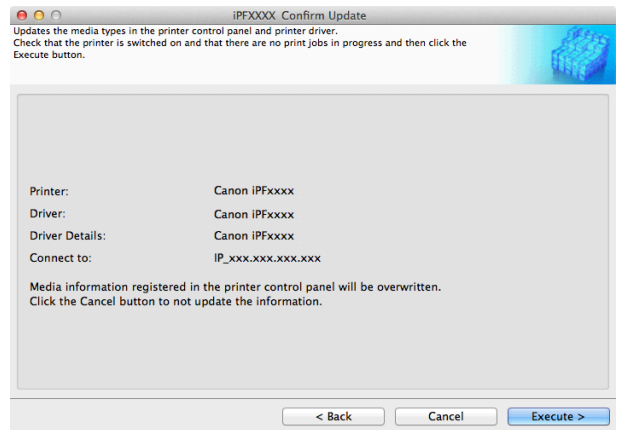 iPFXXXX Confirm Update
Updates the media types in the printer control panel and printer driver.
Check that the printer is switched on and that there are no print jobs in progress and then click the
Execute button.
Printer: Canon iPFxxxx
Driver: Canon iPFxxxx
Driver Details: Canon iPFxxxx
Connect to: IP_xxx.xxx.xxx.xxx
Media information registered in the printer control panel will be overwritten.
Click the Cancel button to not update the information.
< Back Cancel Execute >